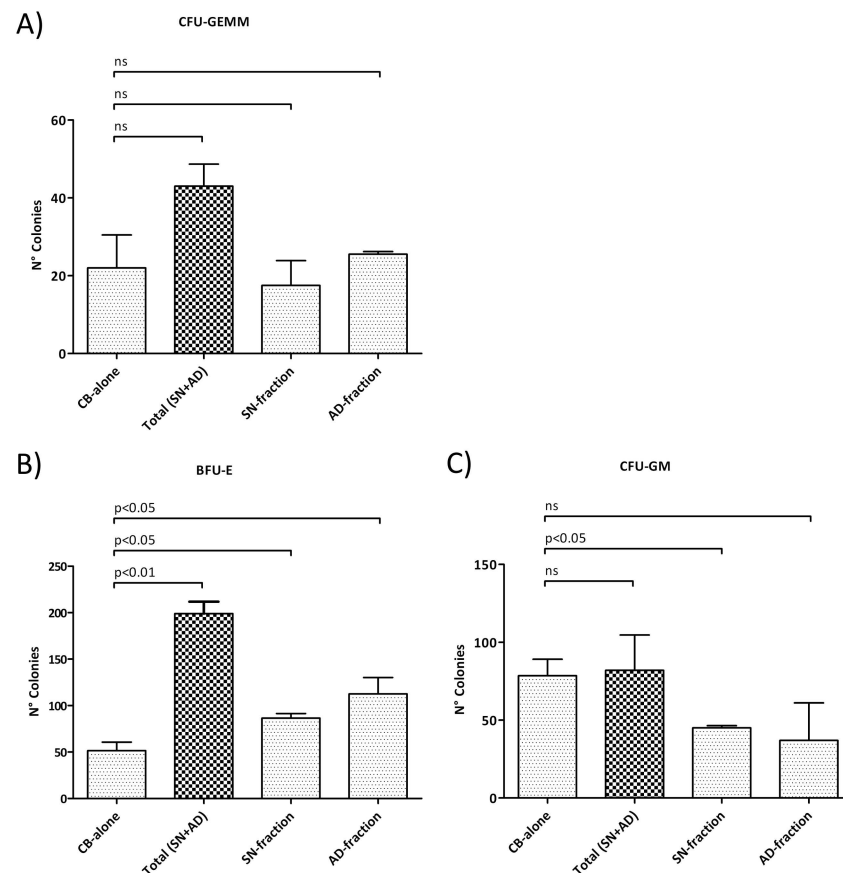 A)
CFU-GEMM
ns
ns
ns
60
40
20
0
N° Colonies
CB-alone
Total (SN+AD)
SN-fraction
AD-fraction
B)
BFU-E
p<0.05
p<0.05
p<0.01
250
200
150
100
50
0
N° Colonies
CB-alone
Total (SN+AD)
SN-fraction
AD-fraction
C)
CFU-GM
ns
p<0.05
ns
150
100
50
0
N° Colonies
CB-alone
Total (SN+AD)
SN-fraction
AD-fraction